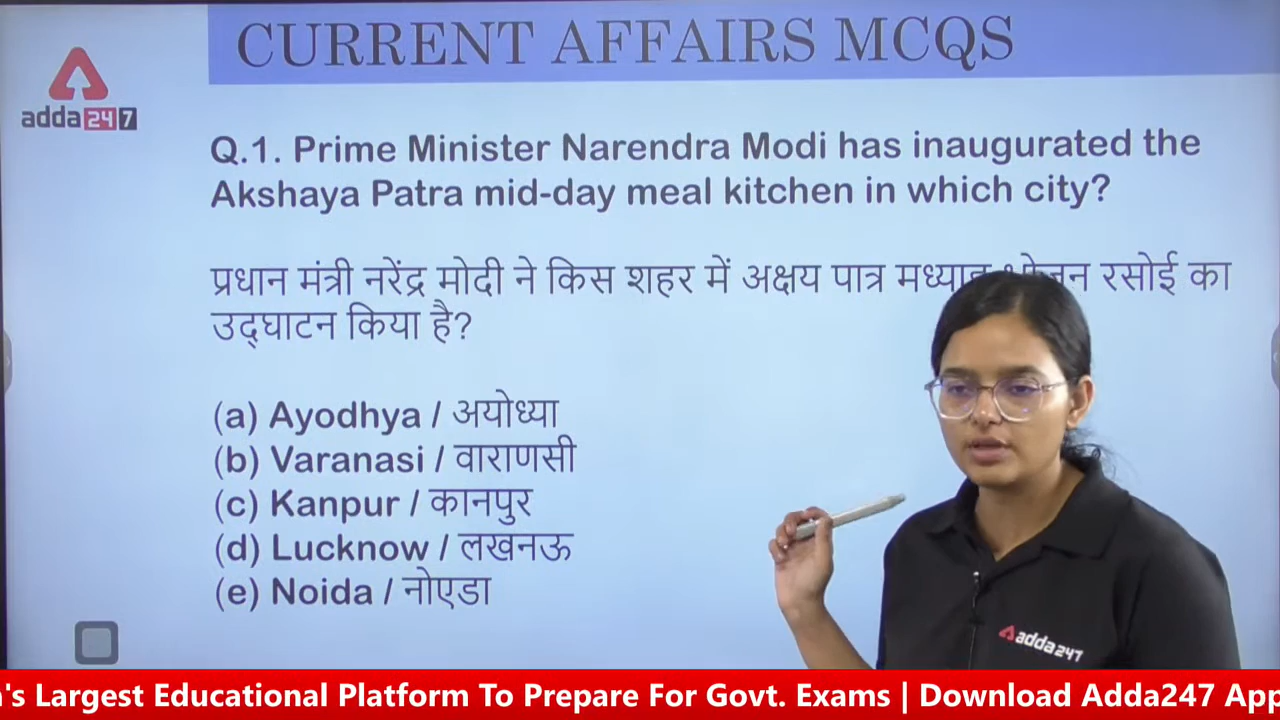 CURRENT AFFAIRS MCQS
adda247
Q.1. Prime Minister Narendra Modi has inaugurated the
Akshaya Patra mid-day meal kitchen in which city?
प्रधान मंत्री नरेंद्र मोदी ने किस शहर में अक्षय पात्र रसोई का
उद्घाटन किया है?
(a) Ayodhya / अयोध्या
(b) Varanasi / वाराणसी
(c) Kanpur / कानपुर
(d) Lucknow / लखनऊ
(e) Noida / नोएडा
adda247
's Largest Educational Platform To Prepare For Govt. Exams | Download Adda247 App